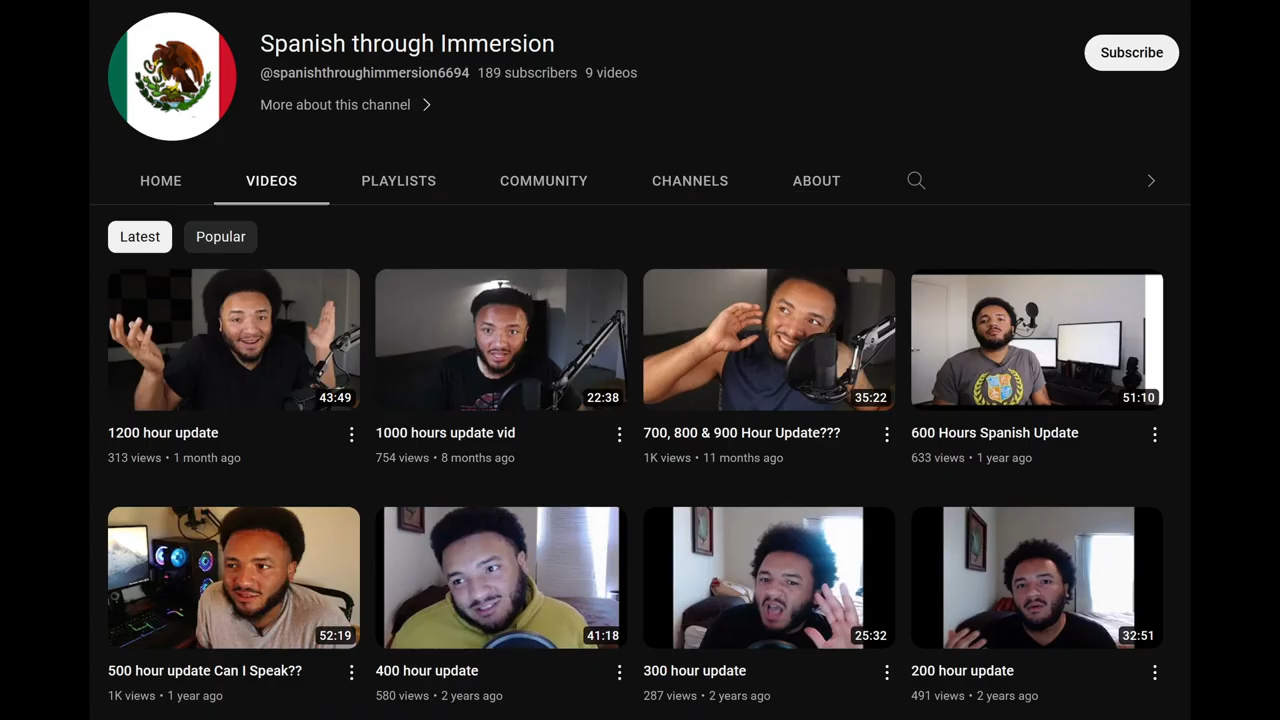 Spanish through Immersion
@spanishthroughimmersion6694 189 subscribers 9 videos
Subscribe
More about this channel
HOME VIDEOS PLAYLISTS COMMUNITY CHANNELS ABOUT
Latest Popular
43:49 22:38 35:22 51:10
1200 hour update 1000 hours update vid 700, 800 & 900 Hour Update??? 600 Hours Spanish Update
313 views • 1 month ago 754 views • 8 months ago 1K views • 11 months ago 633 views • 1 year ago
52:19 41:18 25:32 32:51
500 hour update Can I Speak?? 400 hour update 300 hour update 200 hour update
1K views • 1 year ago 580 views • 2 years ago 287 views • 2 years ago 491 views • 2 years ago